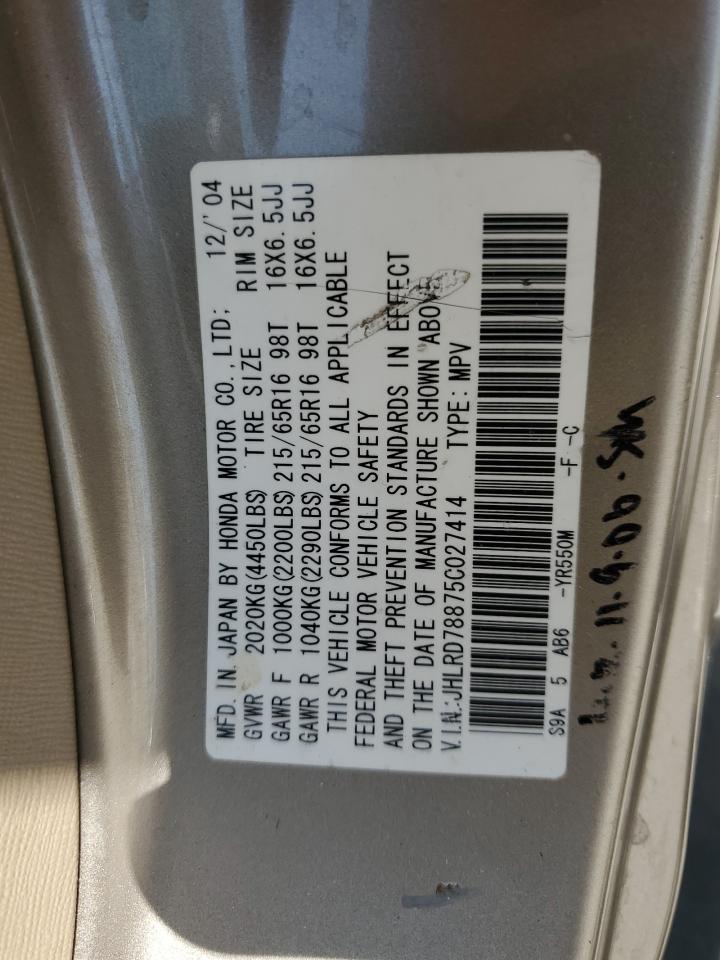 MFD. IN JAPAN BY HONDA MOTOR CO., LTD; 12/'04
GVWR 2020KG(4450LBS) TIRE SIZE RIM SIZE
GAWR F 1000KG(2200LBS) 215/65R16 98T 16X6. 5JJ
GAWR R 1040KG(2290LBS) 215/65R16 98T 16X6. 5JJ
THIS VEHICLE CONFORMS TO ALL APPLICABLE
FEDERAL MOTOR VEHICLE SAFETY
AND THEFT PREVENTION STANDARDS IN EFFECT
ON THE DATE OF MANUFACTURE SHOWN ABO
V.I.N.:JHLRD78875C027414 TYPE: MPV
S9A 5 AB6 -YR550M -F -C
11.9.06.